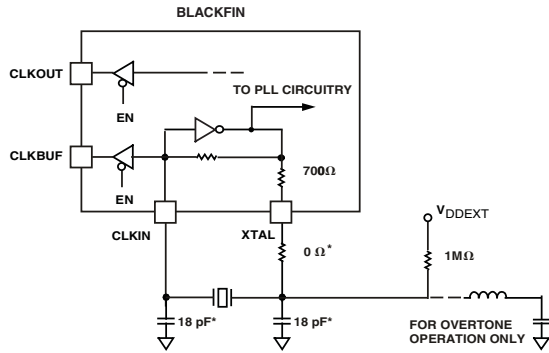 BLACKFIN
CLKOUT
TO PLL CIRCUITRY
EN
CLKBUF
700Ω
EN
CLKIN
XTAL
VDDEXT
0 Ω*
1MΩ
18 pF*
18 pF*
FOR OVERTONE
OPERATION ONLY